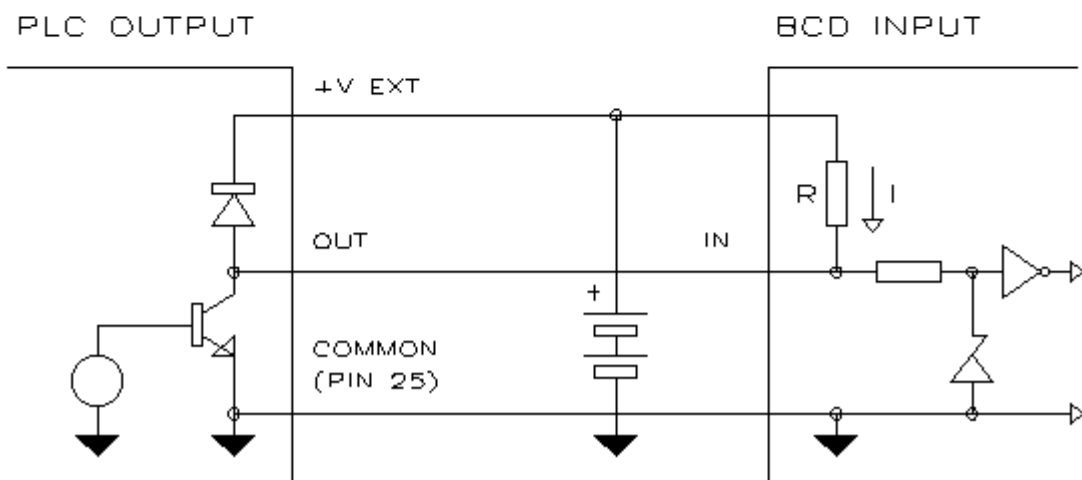 PLC OUTPUT
BCD INPUT
+V EXT
R
I
OUT
IN
+
COMMON
(PIN 25)